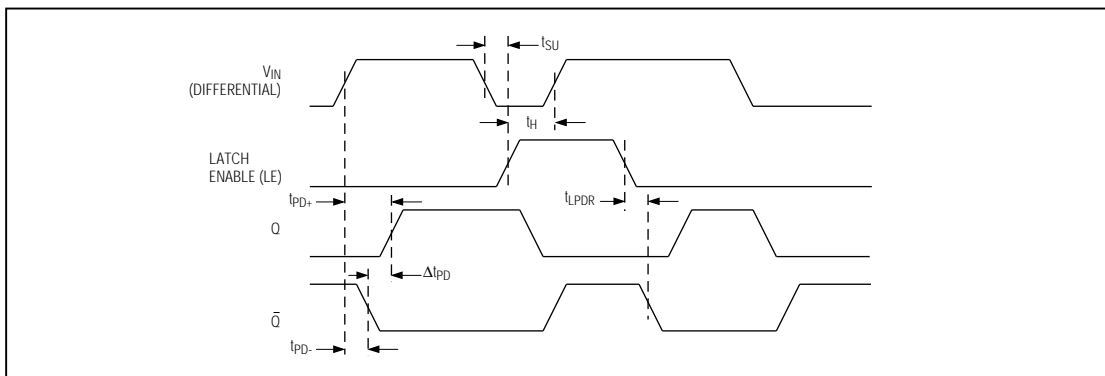 tSU
VIN
(DIFFERENTIAL)
tH
LATCH
ENABLE (LE)
tPD+
tLPDR
Q
ΔtPD
Q̅
tPD-